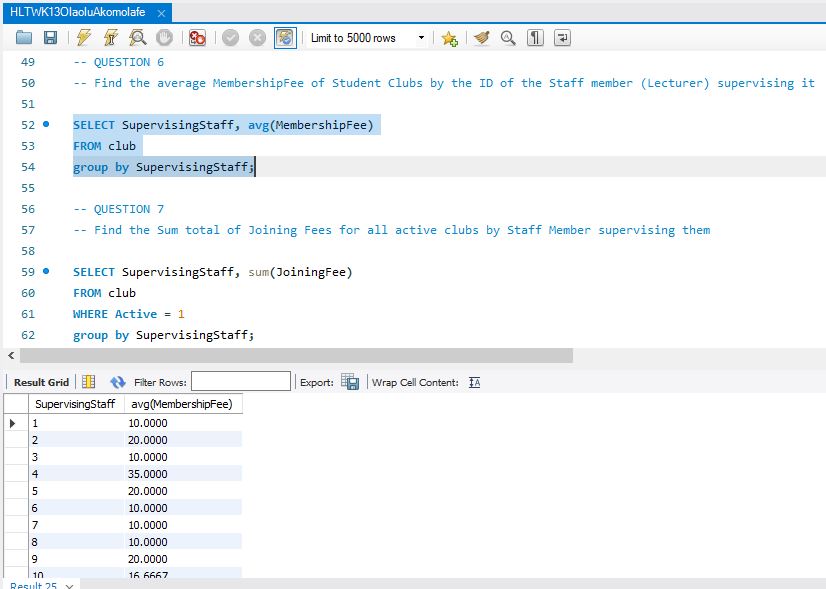 HLTWK13OlaoluAkomolafe
Limit to 5000 rows
49 -- QUESTION 6
50 -- Find the average MembershipFee of Student Clubs by the ID of the Staff member (Lecturer) supervising it
51
52 SELECT SupervisingStaff, avg(MembershipFee)
53 FROM club
54 group by SupervisingStaff;
55
56 -- QUESTION 7
57 -- Find the Sum total of Joining Fees for all active clubs by Staff Member supervising them
58
59 SELECT SupervisingStaff, sum(JoiningFee)
60 FROM club
61 WHERE Active = 1
62 group by SupervisingStaff;
Result Grid Filter Rows: Export: Wrap Cell Content: IA
SupervisingStaff avg(MembershipFee)
1 10.0000
2 20.0000
3 10.0000
4 35.0000
5 20.0000
6 10.0000
7 10.0000
8 10.0000
9 20.0000
10 16.6667
Result 25